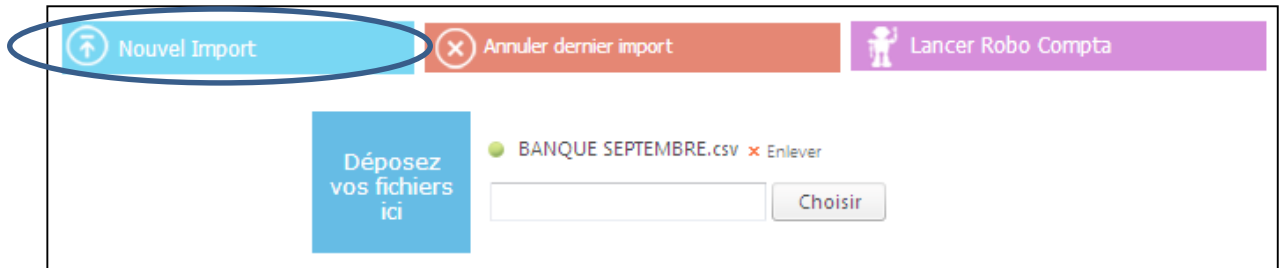 Nouvel Import
Annuler dernier import
Lancer Robo Compta
Déposez
vos fichiers
ici
BANQUE SEPTEMBRE.csv × Enlever
Choisir